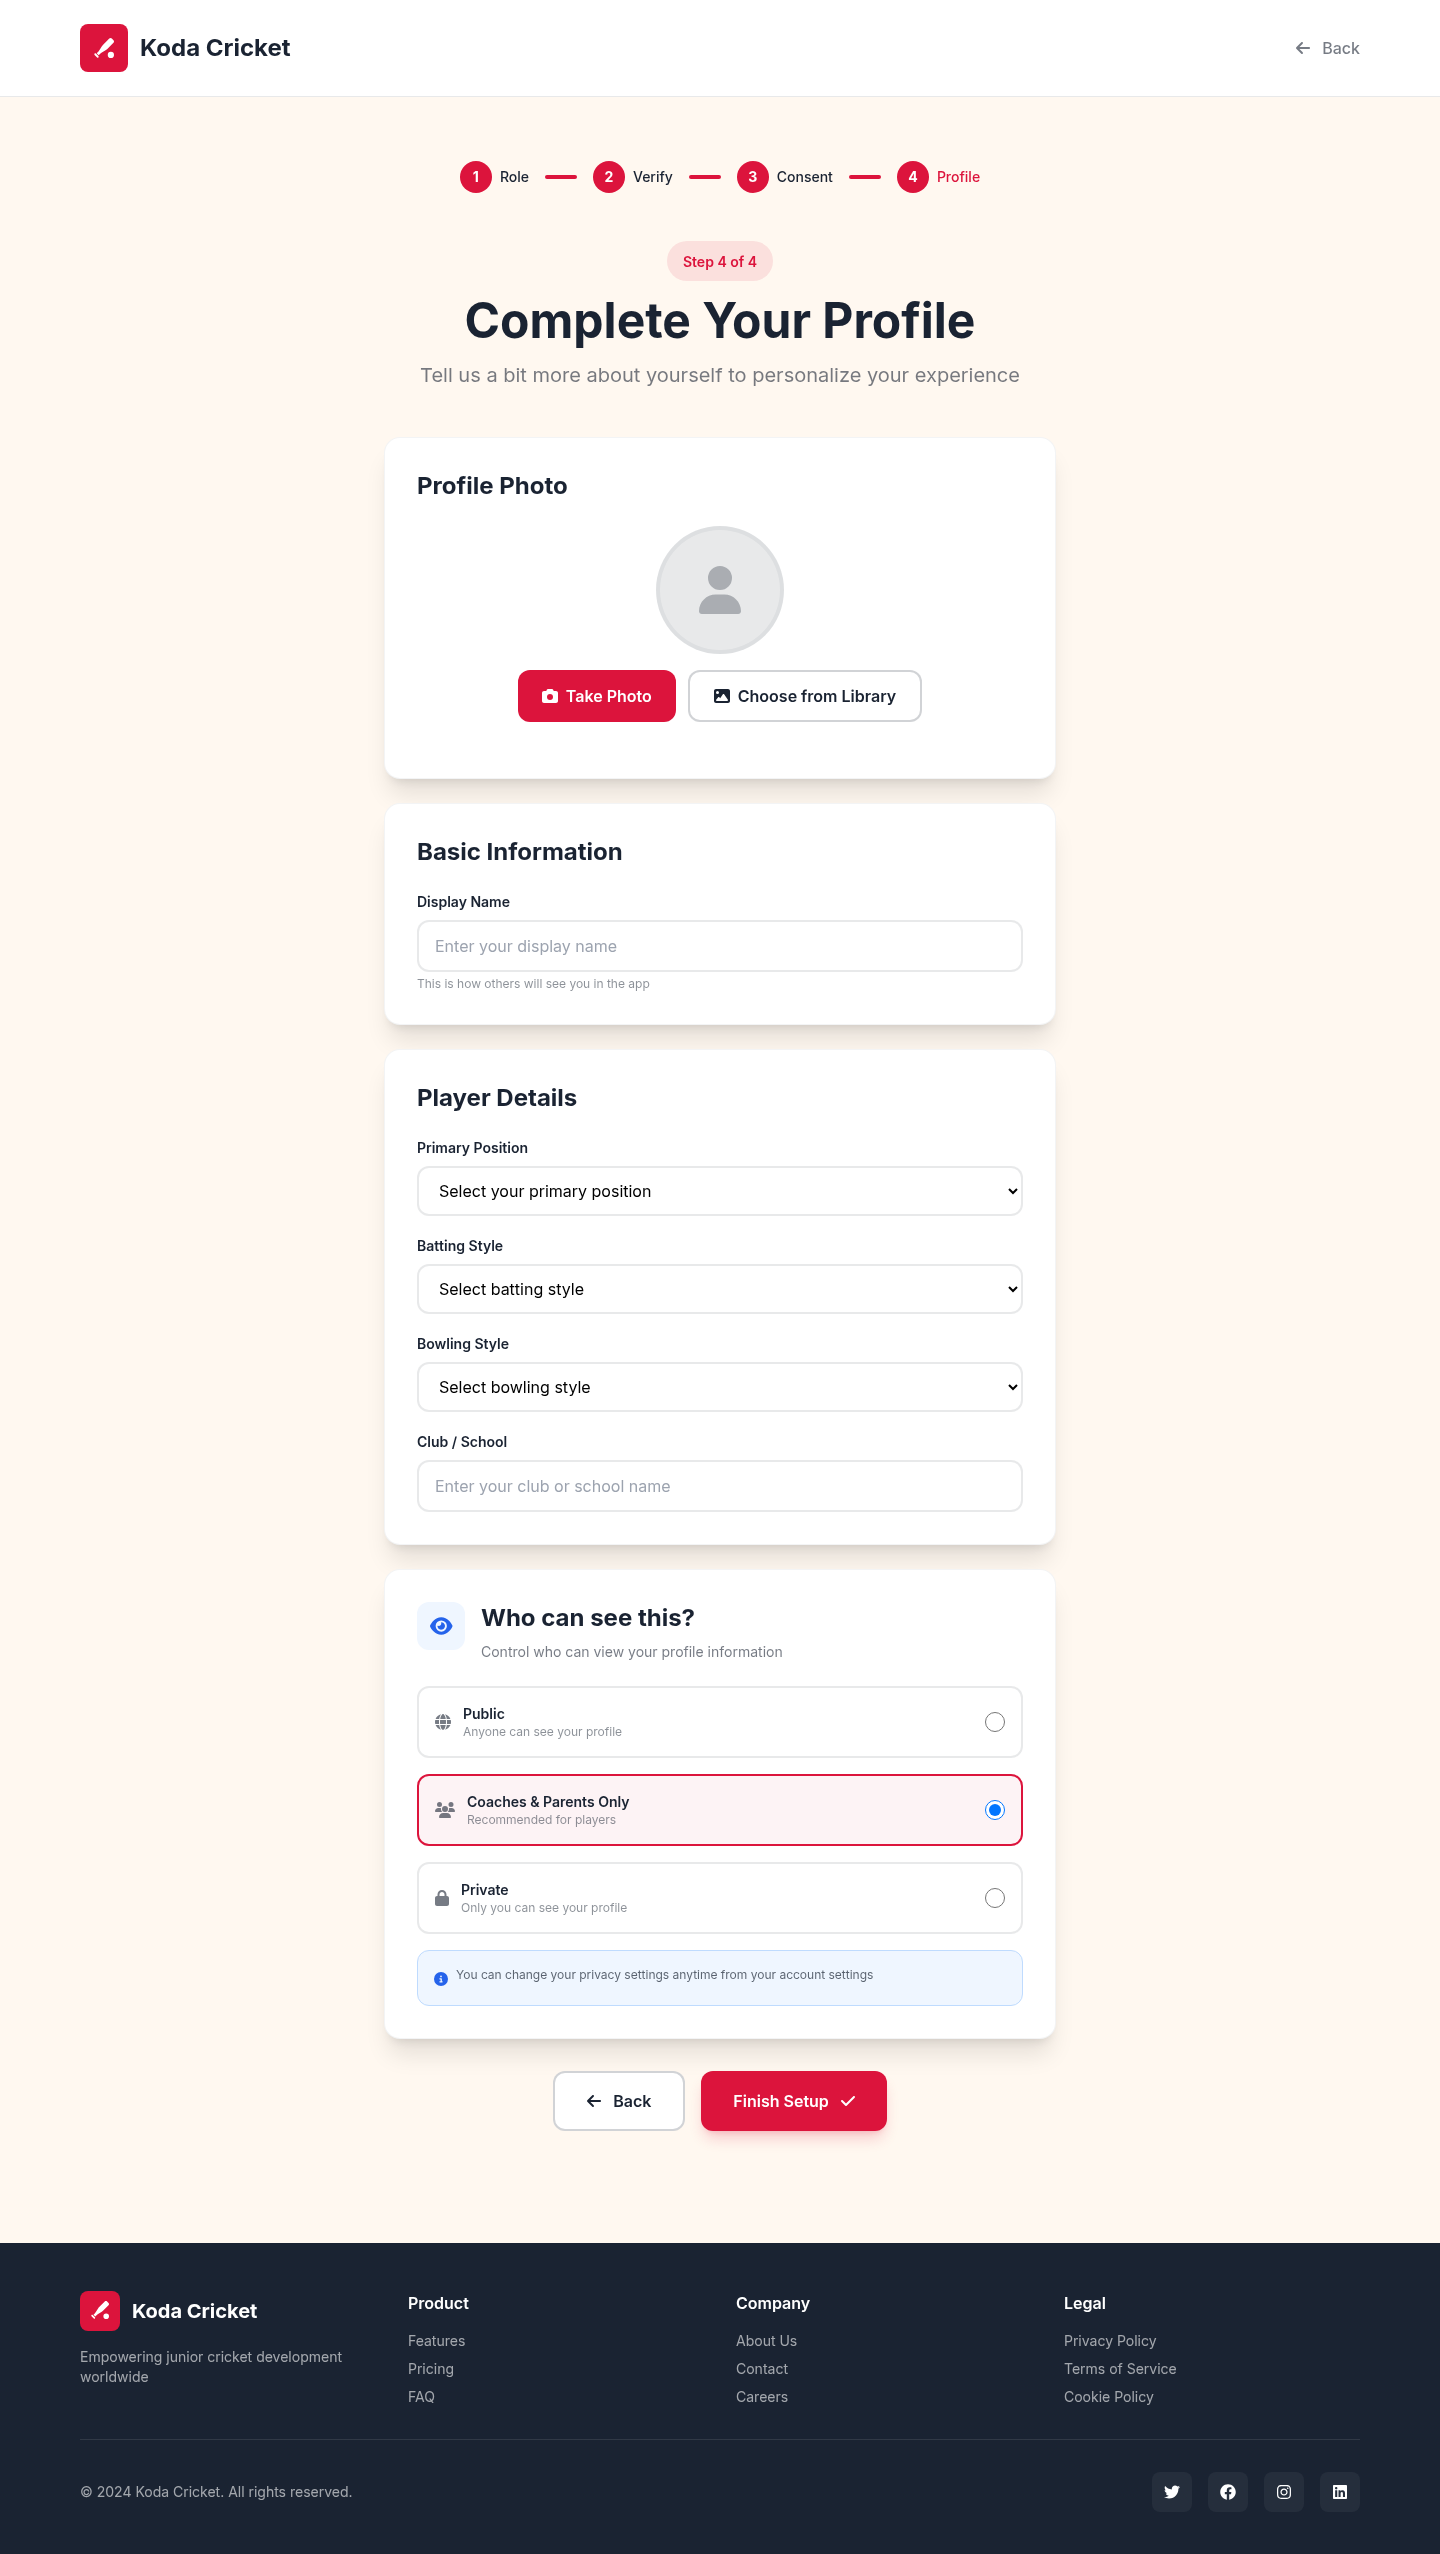 Koda Cricket
Back
1 Role 2 Verify 3 Consent 4 Profile
Step 4 of 4
Complete Your Profile
Tell us a bit more about yourself to personalize your experience
Profile Photo
Take Photo Choose from Library
Basic Information
Display Name
Enter your display name
This is how others will see you in the app
Player Details
Primary Position
Select your primary position
Batting Style
Select batting style
Bowling Style
Select bowling style
Club / School
Enter your club or school name
Who can see this?
Control who can view your profile information
Public
Anyone can see your profile
Coaches & Parents Only
Recommended for players
Private
Only you can see your profile
You can change your privacy settings anytime from your account settings
Back Finish Setup
Koda Cricket
Empowering junior cricket development
worldwide
Product
Features
Pricing
FAQ
Company
About Us
Contact
Careers
Legal
Privacy Policy
Terms of Service
Cookie Policy
© 2024 Koda Cricket. All rights reserved.